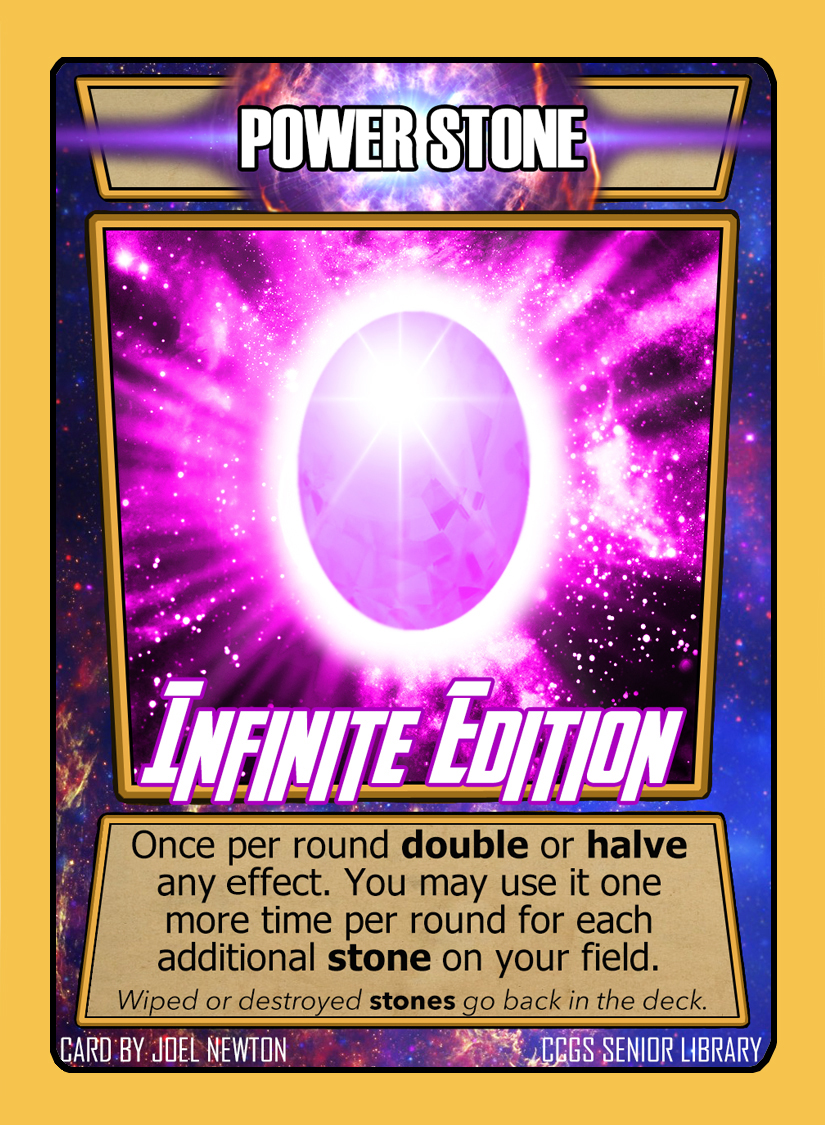 POWER STONE
INFINITE EDITION
Once per round double or halve
any effect. You may use it one
more time per round for each
additional stone on your field.
Wiped or destroyed stones go back in the deck.
CARD BY JOEL NEWTON
CCGS SENIOR LIBRARY